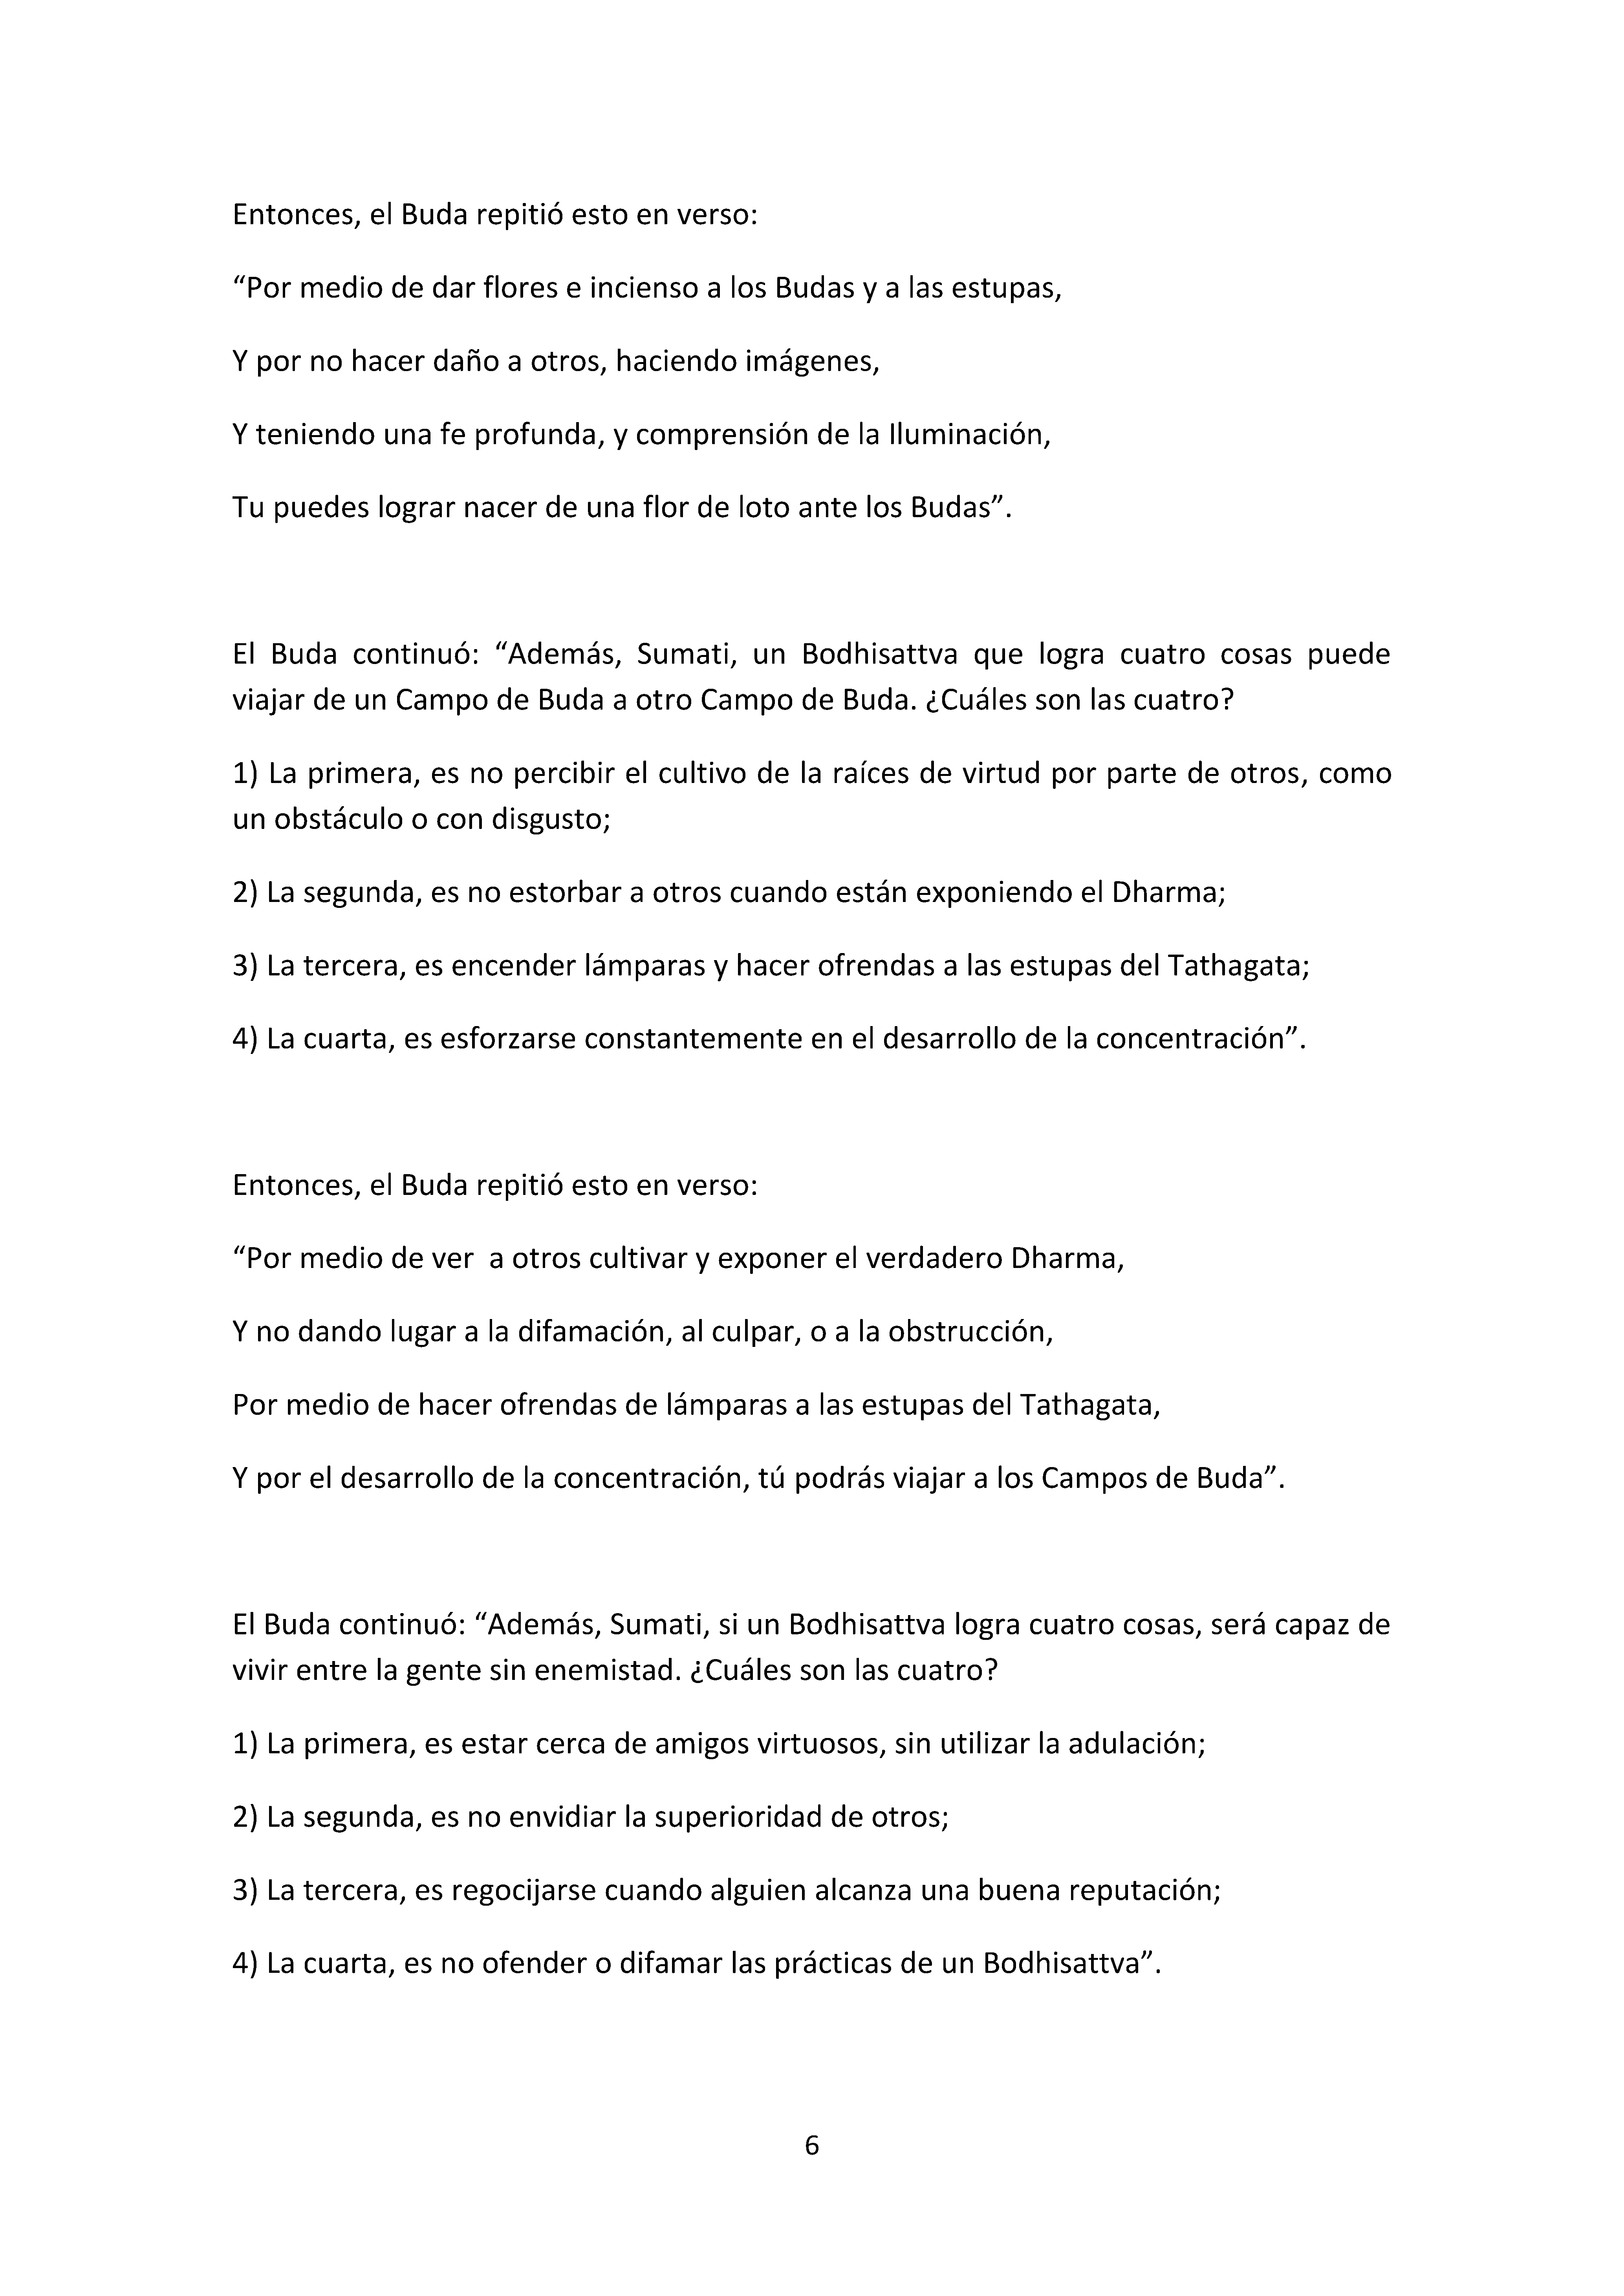 Entonces, el Buda repitió esto en verso:
“Por medio de dar flores e incienso a los Budas y a las estupas,
Y por no hacer daño a otros, haciendo imágenes,
Y teniendo una fe profunda, y comprensión de la Iluminación,
Tu puedes lograr nacer de una flor de loto ante los Budas”.
El Buda continuó: “Además, Sumati, un Bodhisattva que logra cuatro cosas puede
viajar de un Campo de Buda a otro Campo de Buda. ¿Cuáles son las cuatro?
1) La primera, es no percibir el cultivo de la raíces de virtud por parte de otros, como
un obstáculo o con disgusto;
2) La segunda, es no estorbar a otros cuando están exponiendo el Dharma;
3) La tercera, es encender lámparas y hacer ofrendas a las estupas del Tathagata;
4) La cuarta, es esforzarse constantemente en el desarrollo de la concentración”.
Entonces, el Buda repitió esto en verso:
“Por medio de ver  a otros cultivar y exponer el verdadero Dharma,
Y no dando lugar a la difamación, al culpar, o a la obstrucción,
Por medio de hacer ofrendas de lámparas a las estupas del Tathagata,
Y por el desarrollo de la concentración, tú podrás viajar a los Campos de Buda”.
El Buda continuó: “Además, Sumati, si un Bodhisattva logra cuatro cosas, será capaz de
vivir entre la gente sin enemistad. ¿Cuáles son las cuatro?
1) La primera, es estar cerca de amigos virtuosos, sin utilizar la adulación;
2) La segunda, es no envidiar la superioridad de otros;
3) La tercera, es regocijarse cuando alguien alcanza una buena reputación;
4) La cuarta, es no ofender o difamar las prácticas de un Bodhisattva”.
6